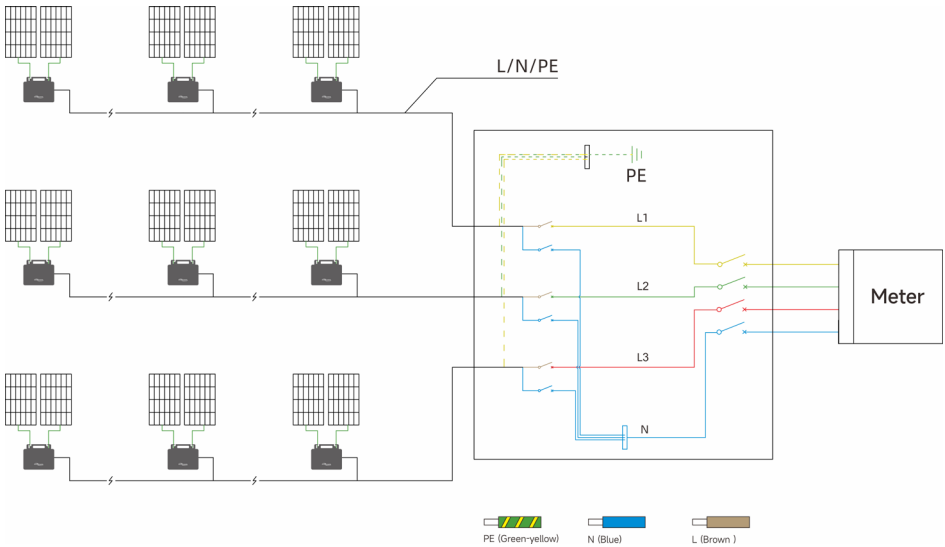 L/N/PE
PE
L1
L2
Meter
L3
N
PE (Green-yellow)
N (Blue)
L (Brown )